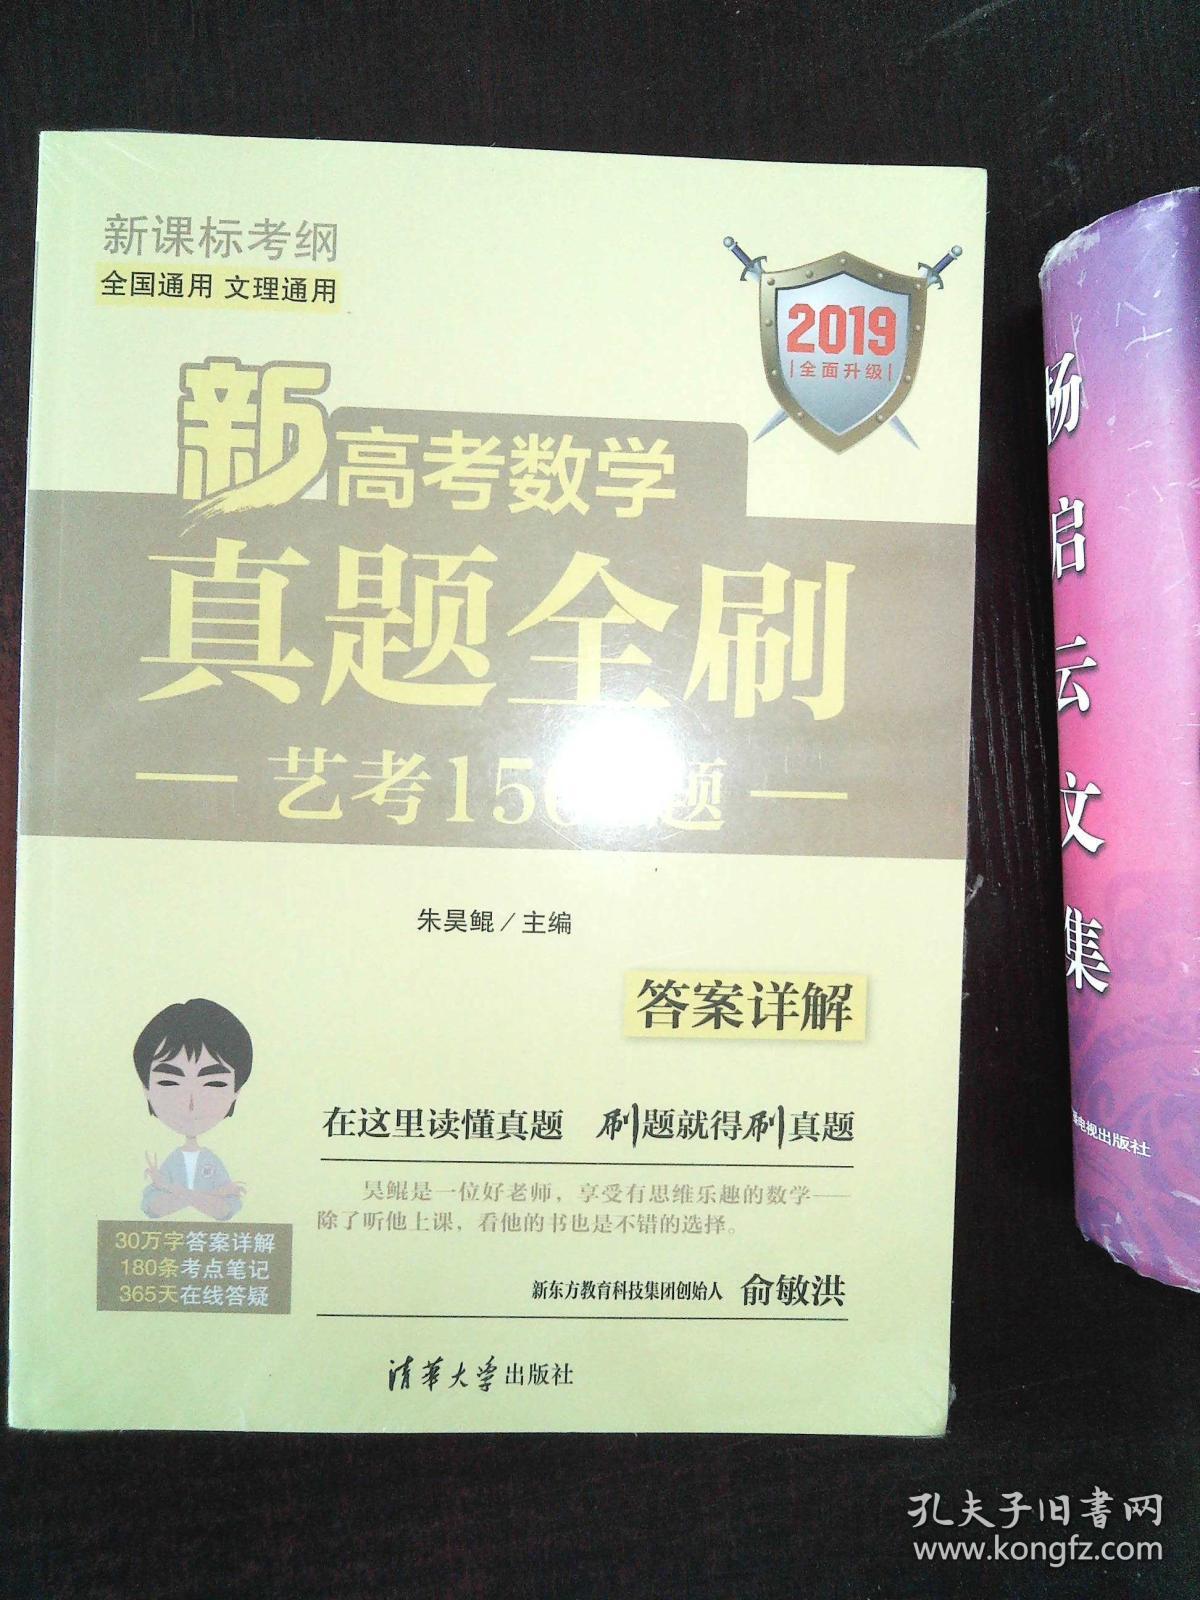 新课标考纲
全国通用 文理通用
2019
全面升级
新高考数学
真题全刷
艺考15 题
朱昊鲲/主编
答案详解
在这里读懂真题 刷题就得刷真题
昊鲲是一位好老师，享受有思维乐趣的数学——
除了听他上课，看他的书也是不错的选择。
新东方教育科技集团创始人 俞敏洪
30万字答案详解
180条考点笔记
365天在线答疑
清华大学出版社
杨启云文集
电视出版社
孔夫子旧书网
www.kongfz.com